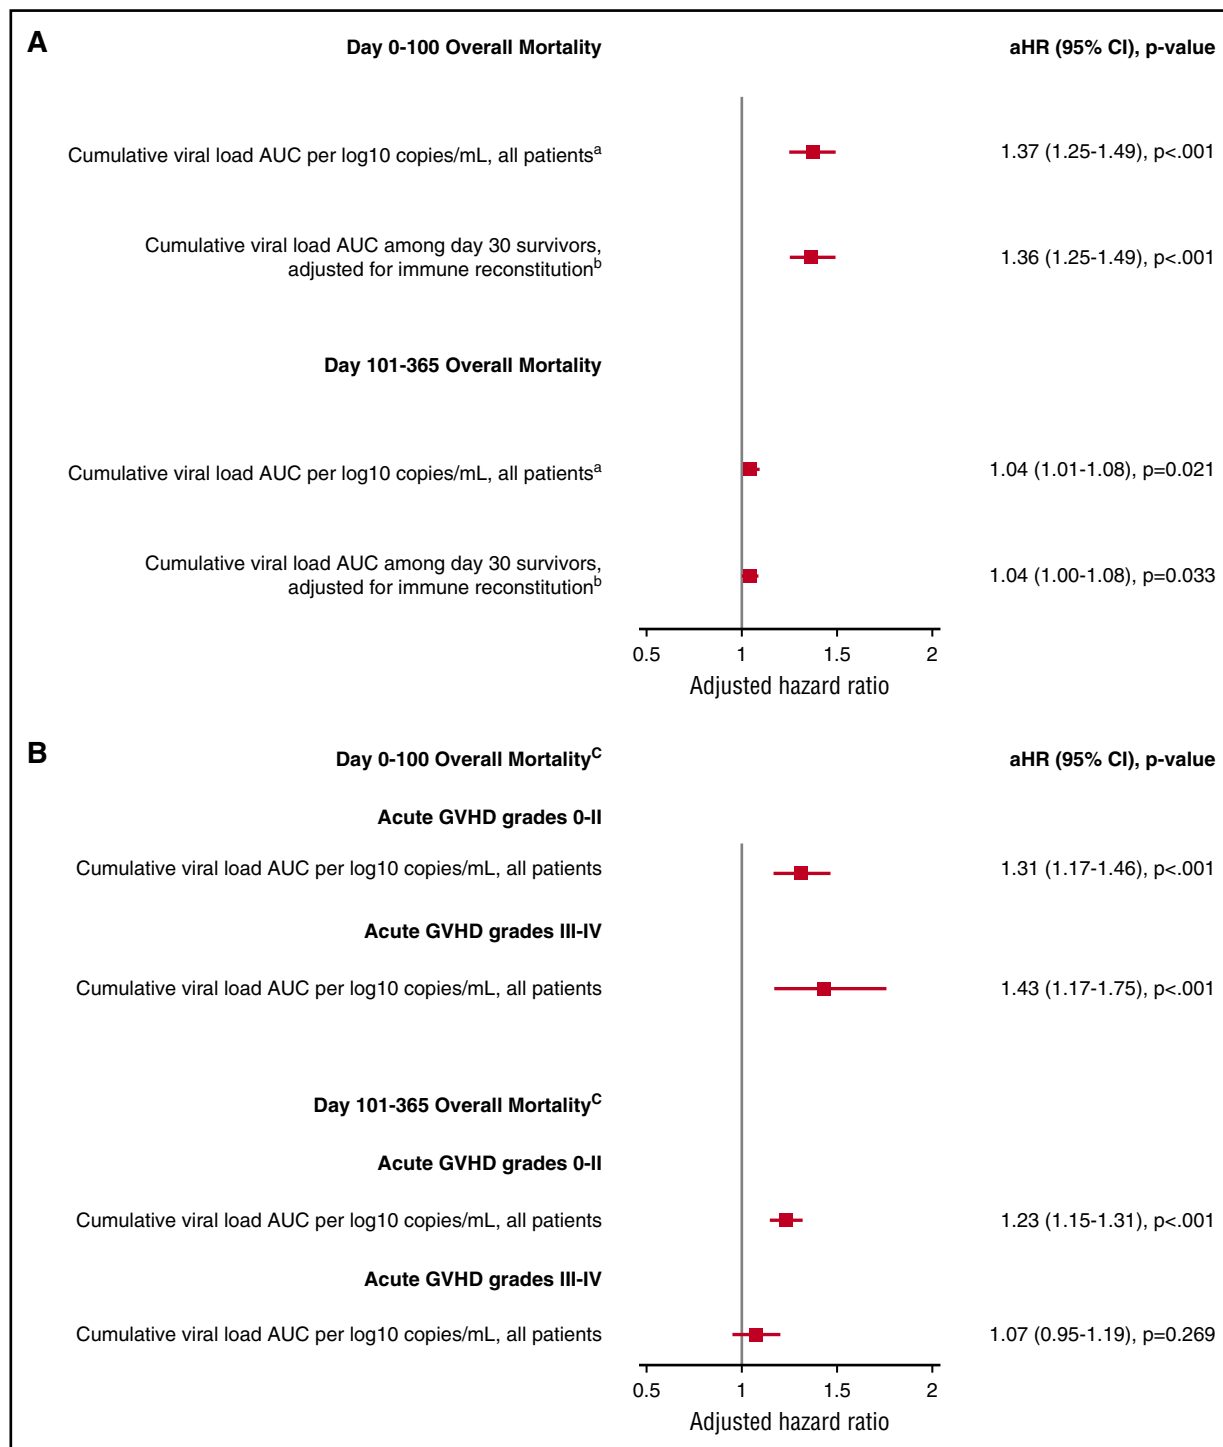 A
Day 0-100 Overall Mortality
aHR (95% CI), p-value
Cumulative viral load AUC per log10 copies/mL, all patientsa
1.37 (1.25-1.49), p<.001
Cumulative viral load AUC among day 30 survivors,
adjusted for immune reconstitutionb
1.36 (1.25-1.49), p<.001
Day 101-365 Overall Mortality
Cumulative viral load AUC per log10 copies/mL, all patientsa
1.04 (1.01-1.08), p=0.021
Cumulative viral load AUC among day 30 survivors,
adjusted for immune reconstitutionb
1.04 (1.00-1.08), p=0.033
0.5 1 1.5 2
Adjusted hazard ratio
B
Day 0-100 Overall MortalityC
aHR (95% CI), p-value
Acute GVHD grades 0-II
Cumulative viral load AUC per log10 copies/mL, all patients
1.31 (1.17-1.46), p<.001
Acute GVHD grades III-IV
Cumulative viral load AUC per log10 copies/mL, all patients
1.43 (1.17-1.75), p<.001
Day 101-365 Overall MortalityC
Acute GVHD grades 0-II
Cumulative viral load AUC per log10 copies/mL, all patients
1.23 (1.15-1.31), p<.001
Acute GVHD grades III-IV
Cumulative viral load AUC per log10 copies/mL, all patients
1.07 (0.95-1.19), p=0.269
0.5 1 1.5 2
Adjusted hazard ratio